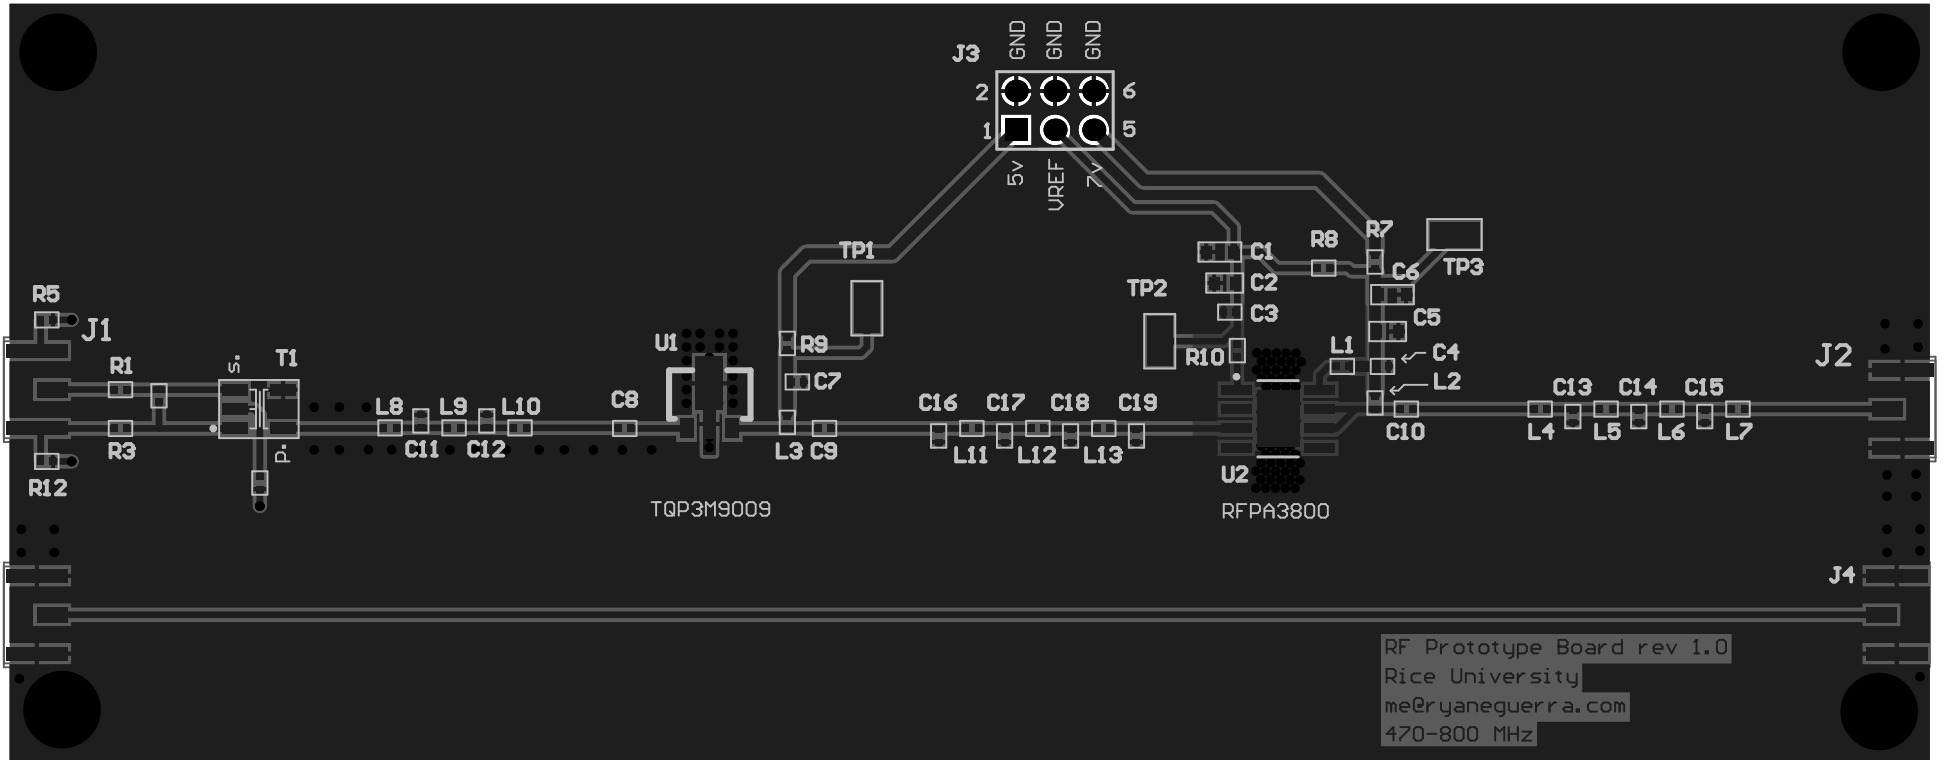 GND GND GND
J3
2 6
1 5
5v VREF 7v
R7
TP1 C1 R8
TP3
C6
C2
TP2
R5
C3
C5
J1
U1
R9
R10
L1
C4
J2
R1
s.
T1
C7
L2
C13 C14 C15
L8 L9 L10
C8
C16 C17 C18 C19
L4 L5 L6 L7
C10
R3
p.
C11 C12
L3 C9
L11 L12 L13
U2
R12
TQP3M9009
RFPA3800
J4
RF Prototype Board rev 1.0
Rice University
me@ryaneguerra.com
470-800 MHz